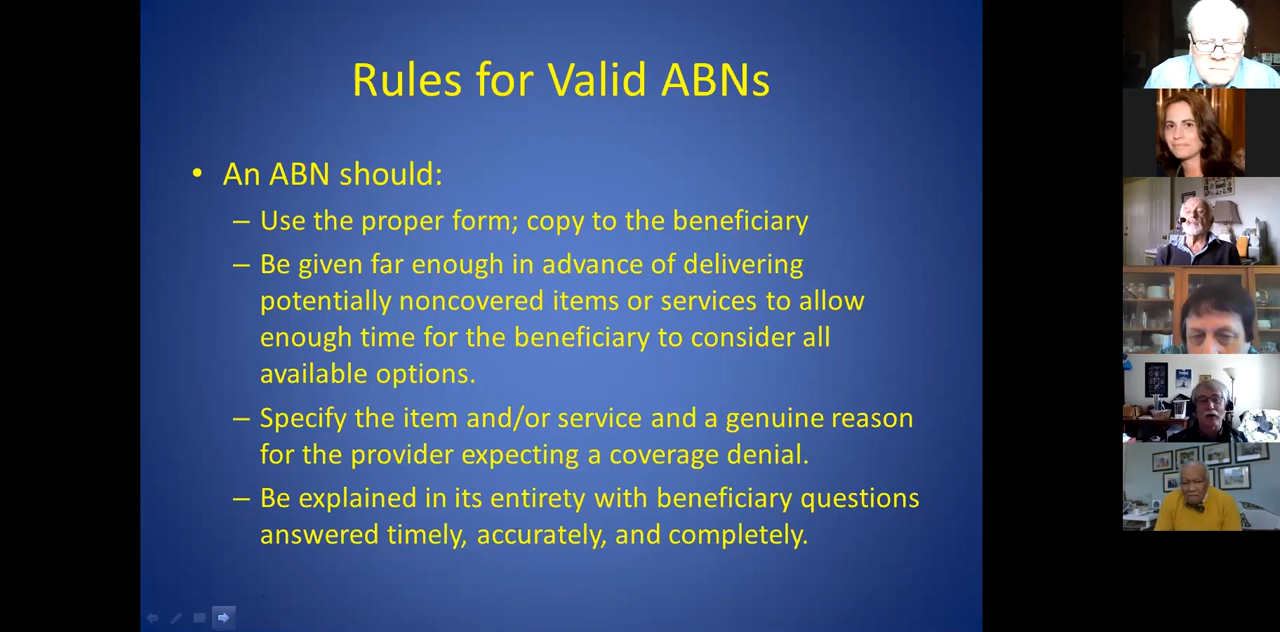 Rules for Valid ABNs
• An ABN should:
– Use the proper form; copy to the beneficiary
– Be given far enough in advance of delivering
potentially noncovered items or services to allow
enough time for the beneficiary to consider all
available options.
– Specify the item and/or service and a genuine reason
for the provider expecting a coverage denial.
– Be explained in its entirety with beneficiary questions
answered timely, accurately, and completely.